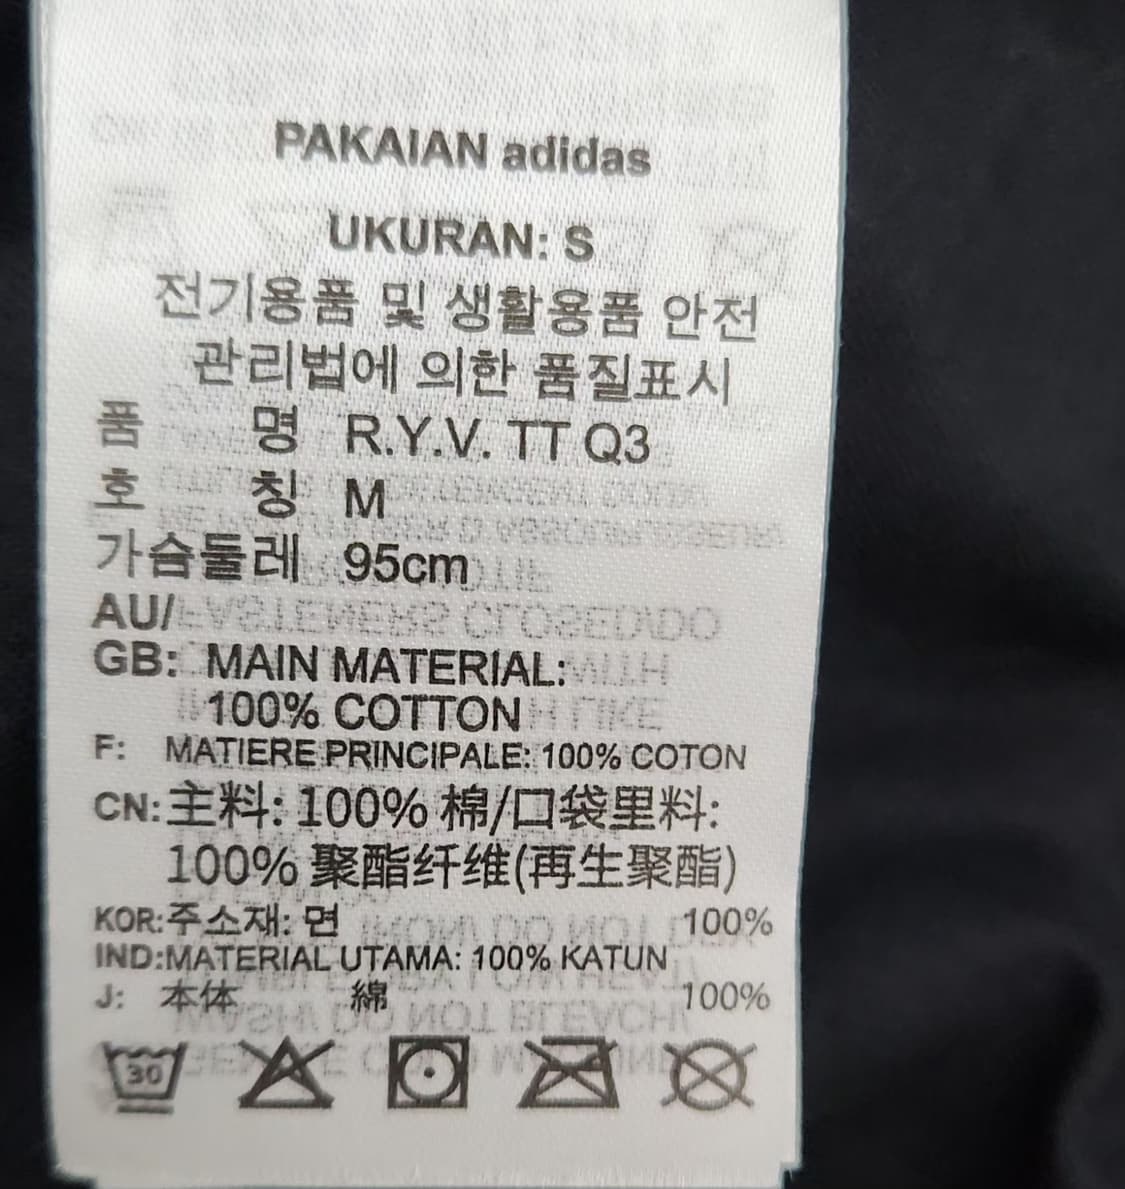 PAKAIAN adidas
UKURAN: S
전기용품 및 생활용품 안전
관리법에 의한 품질표시
품 명 R.Y.V. TT Q3
호 칭 M
가슴둘레 95cm
AU/
GB: MAIN MATERIAL:
100% COTTON
F: MATIERE PRINCIPALE: 100% COTON
CN: 主料: 100% 棉/口袋里料:
100% 聚酯纤维(再生聚酯)
KOR: 주소재: 면 100%
IND: MATERIAL UTAMA: 100% KATUN
J: 本体 綿 100%
30